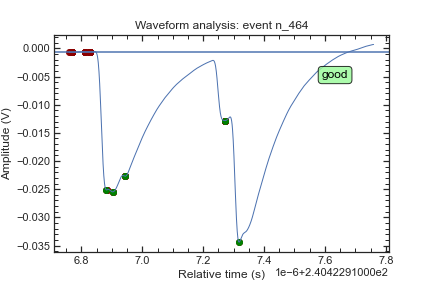 Waveform analysis: event n_464
0.000
−0.005
−0.010
−0.015
−0.020
−0.025
−0.030
−0.035
Amplitude (V)
good
6.8
7.0
7.2
7.4
7.6
7.8
Relative time (s)
1e−6+2.4042291000e2